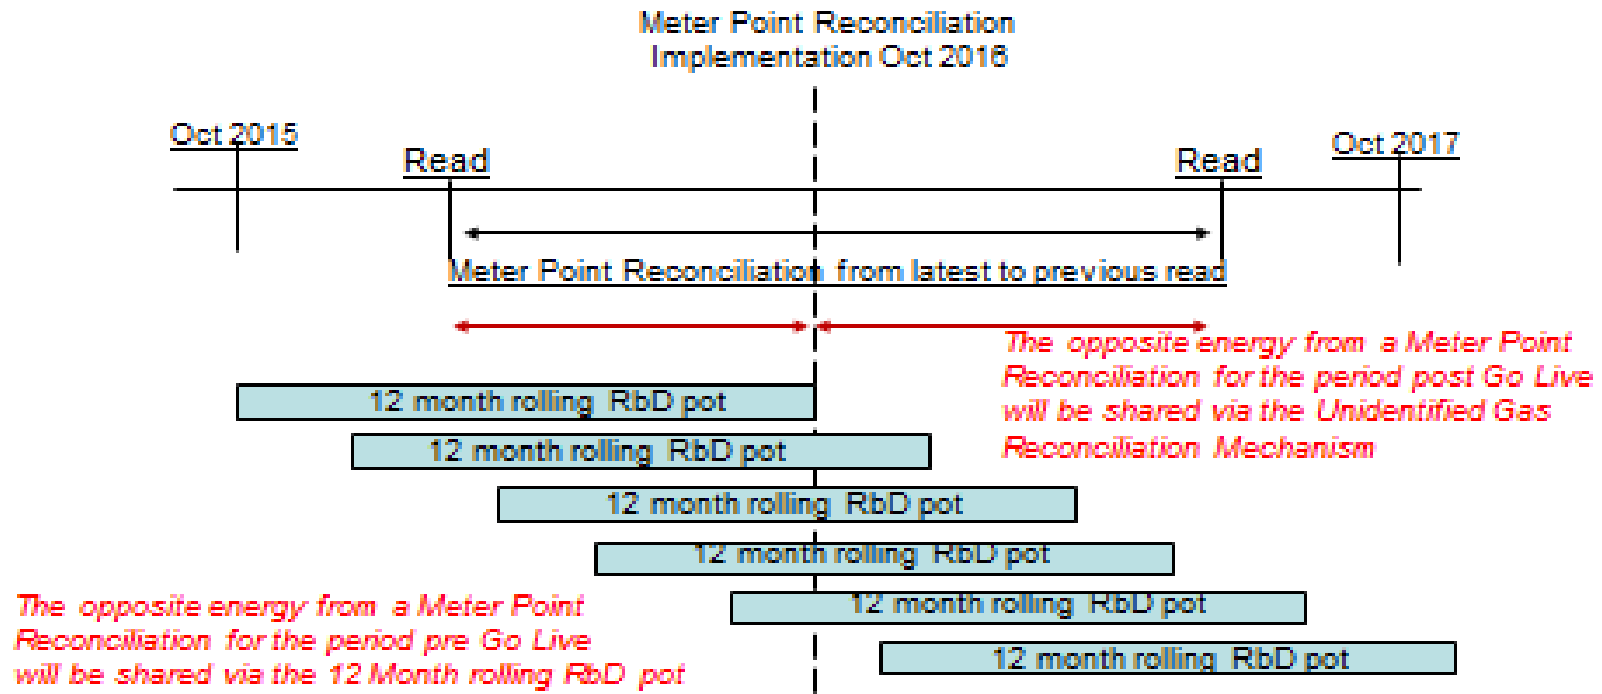 Meter Point Reconciliation
Implementation Oct 2016
Oct 2015
Read
Read
Oct 2017
Meter Point Reconciliation from latest to previous read
The opposite energy from a Meter Point
Reconciliation for the period post Go Live
will be shared via the Unidentified Gas
Reconciliation Mechanism
12 month rolling RbD pot
12 month rolling RbD pot
12 month rolling RbD pot
12 month rolling RbD pot
12 month rolling RbD pot
12 month rolling RbD pot
The opposite energy from a Meter Point
Reconciliation for the period pre Go Live
will be shared via the 12 Month rolling RbD pot